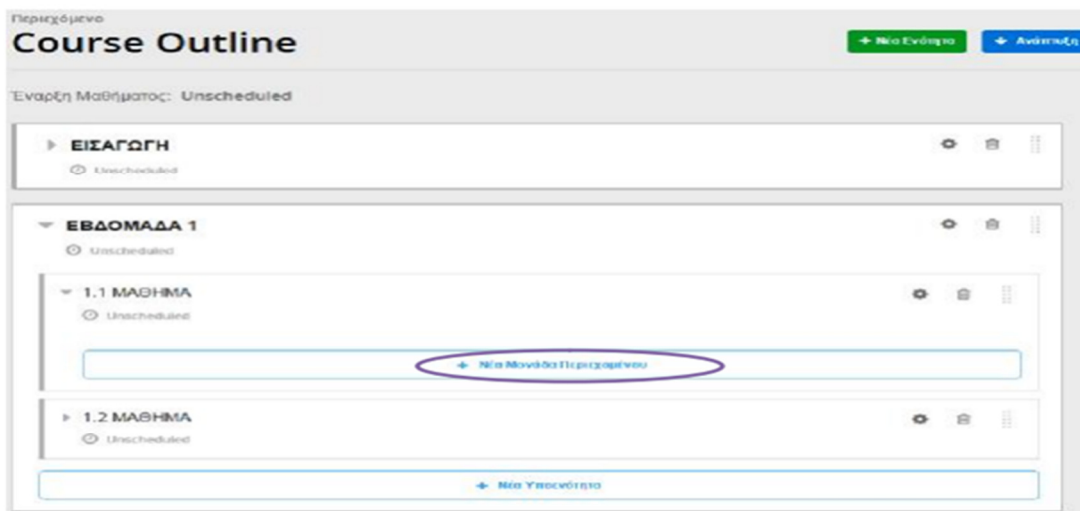 Περιεχόμενο
Course Outline
+ Νέα Ενότητα
Ανάπτυξη
Έναρξη Μαθήματος: Unscheduled
ΕΙΣΑΓΩΓΗ
Unscheduled
ΕΒΔΟΜΑΔΑ 1
Unscheduled
1.1 ΜΑΘΗΜΑ
Unscheduled
+ Νέα Μονάδα Περιεχομένου
1.2 ΜΑΘΗΜΑ
Unscheduled
+ Νέα Υποενότητα